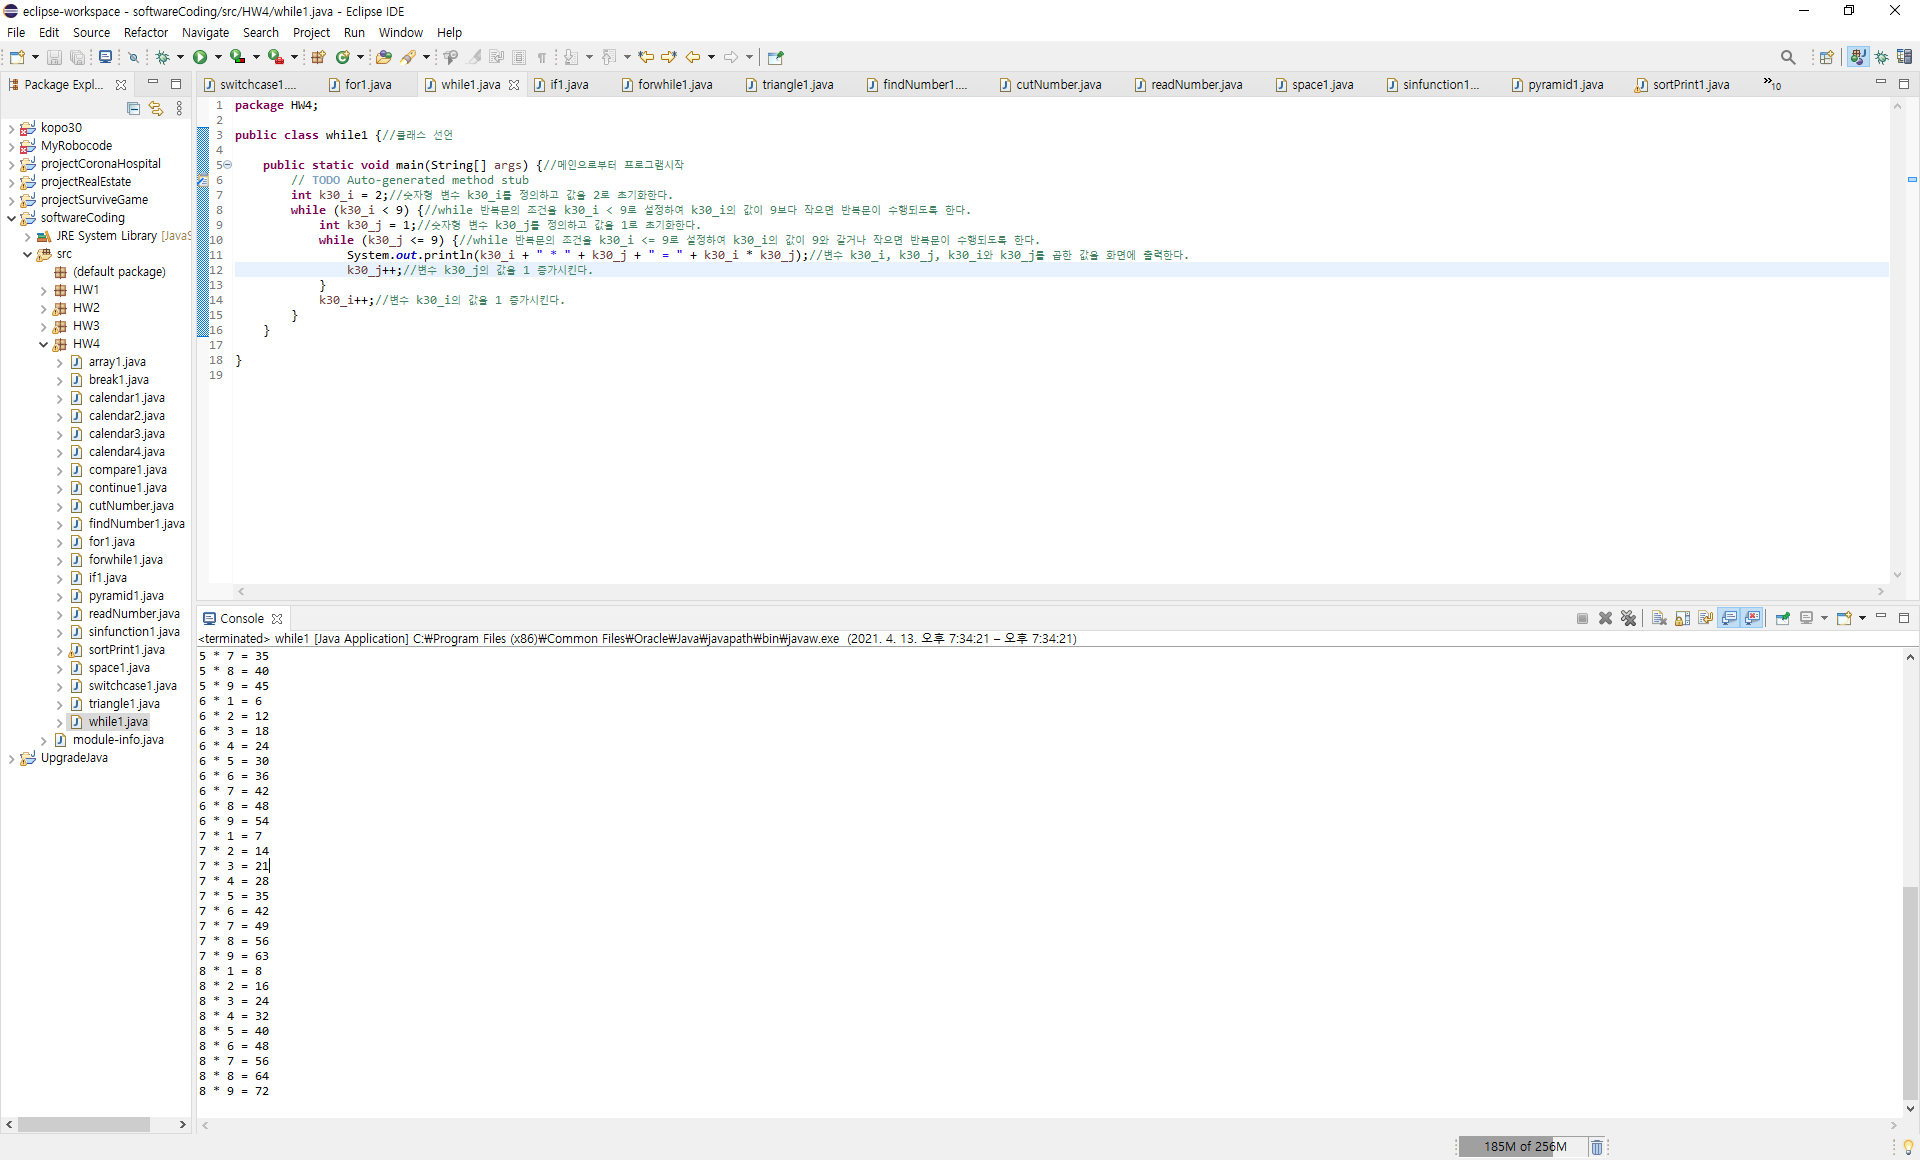 eclipse-workspace - softwareCoding/src/HW4/while1.java - Eclipse IDE
File Edit Source Refactor Navigate Search Project Run Window Help
Package Expl...
switchcase1....
for1.java
while1.java
if1.java
forwhile1.java
triangle1.java
findNumber1....
cutNumber.java
readNumber.java
space1.java
sinfunction1...
pyramid1.java
sortPrint1.java
»10
kopo30
MyRobocode
projectCoronaHospital
projectRealEstate
projectSurviveGame
softwareCoding
JRE System Library [JavaS
src
(default package)
HW1
HW2
HW3
HW4
array1.java
break1.java
calendar1.java
calendar2.java
calendar3.java
calendar4.java
compare1.java
continue1.java
cutNumber.java
findNumber1.java
for1.java
forwhile1.java
if1.java
pyramid1.java
readNumber.java
sinfunction1.java
sortPrint1.java
space1.java
switchcase1.java
triangle1.java
while1.java
module-info.java
UpgradeJava
1 package HW4;
2
3 public class while1 {//클래스 선언
4
5 public static void main(String[] args) {//메인으로부터 프로그램시작
6 // TODO Auto-generated method stub
7 int k30_i = 2;//숫자형 변수 k30_i를 정의하고 값을 2로 초기화한다.
8 while (k30_i < 9) {//while 반복문의 조건을 k30_i < 9로 설정하여 k30_i의 값이 9보다 작으면 반복문이 수행되도록 한다.
9 int k30_j = 1;//숫자형 변수 k30_j를 정의하고 값을 1로 초기화한다.
10 while (k30_j <= 9) {//while 반복문의 조건을 k30_i <= 9로 설정하여 k30_i의 값이 9와 같거나 작으면 반복문이 수행되도록 한다.
11 System.out.println(k30_i + " * " + k30_j + " = " + k30_i * k30_j);//변수 k30_i, k30_j, k30_i와 k30_j를 곱한 값을 화면에 출력한다.
12 k30_j++;//변수 k30_j의 값을 1 증가시킨다.
13 }
14 k30_i++;//변수 k30_i의 값을 1 증가시킨다.
15 }
16 }
17
18 }
19
Console
<terminated> while1 [Java Application] C:₩Program Files (x86)₩Common Files₩Oracle₩Java₩javapath₩bin₩javaw.exe (2021. 4. 13. 오후 7:34:21 – 오후 7:34:21)
5 * 7 = 35
5 * 8 = 40
5 * 9 = 45
6 * 1 = 6
6 * 2 = 12
6 * 3 = 18
6 * 4 = 24
6 * 5 = 30
6 * 6 = 36
6 * 7 = 42
6 * 8 = 48
6 * 9 = 54
7 * 1 = 7
7 * 2 = 14
7 * 3 = 21
7 * 4 = 28
7 * 5 = 35
7 * 6 = 42
7 * 7 = 49
7 * 8 = 56
7 * 9 = 63
8 * 1 = 8
8 * 2 = 16
8 * 3 = 24
8 * 4 = 32
8 * 5 = 40
8 * 6 = 48
8 * 7 = 56
8 * 8 = 64
8 * 9 = 72
185M of 256M